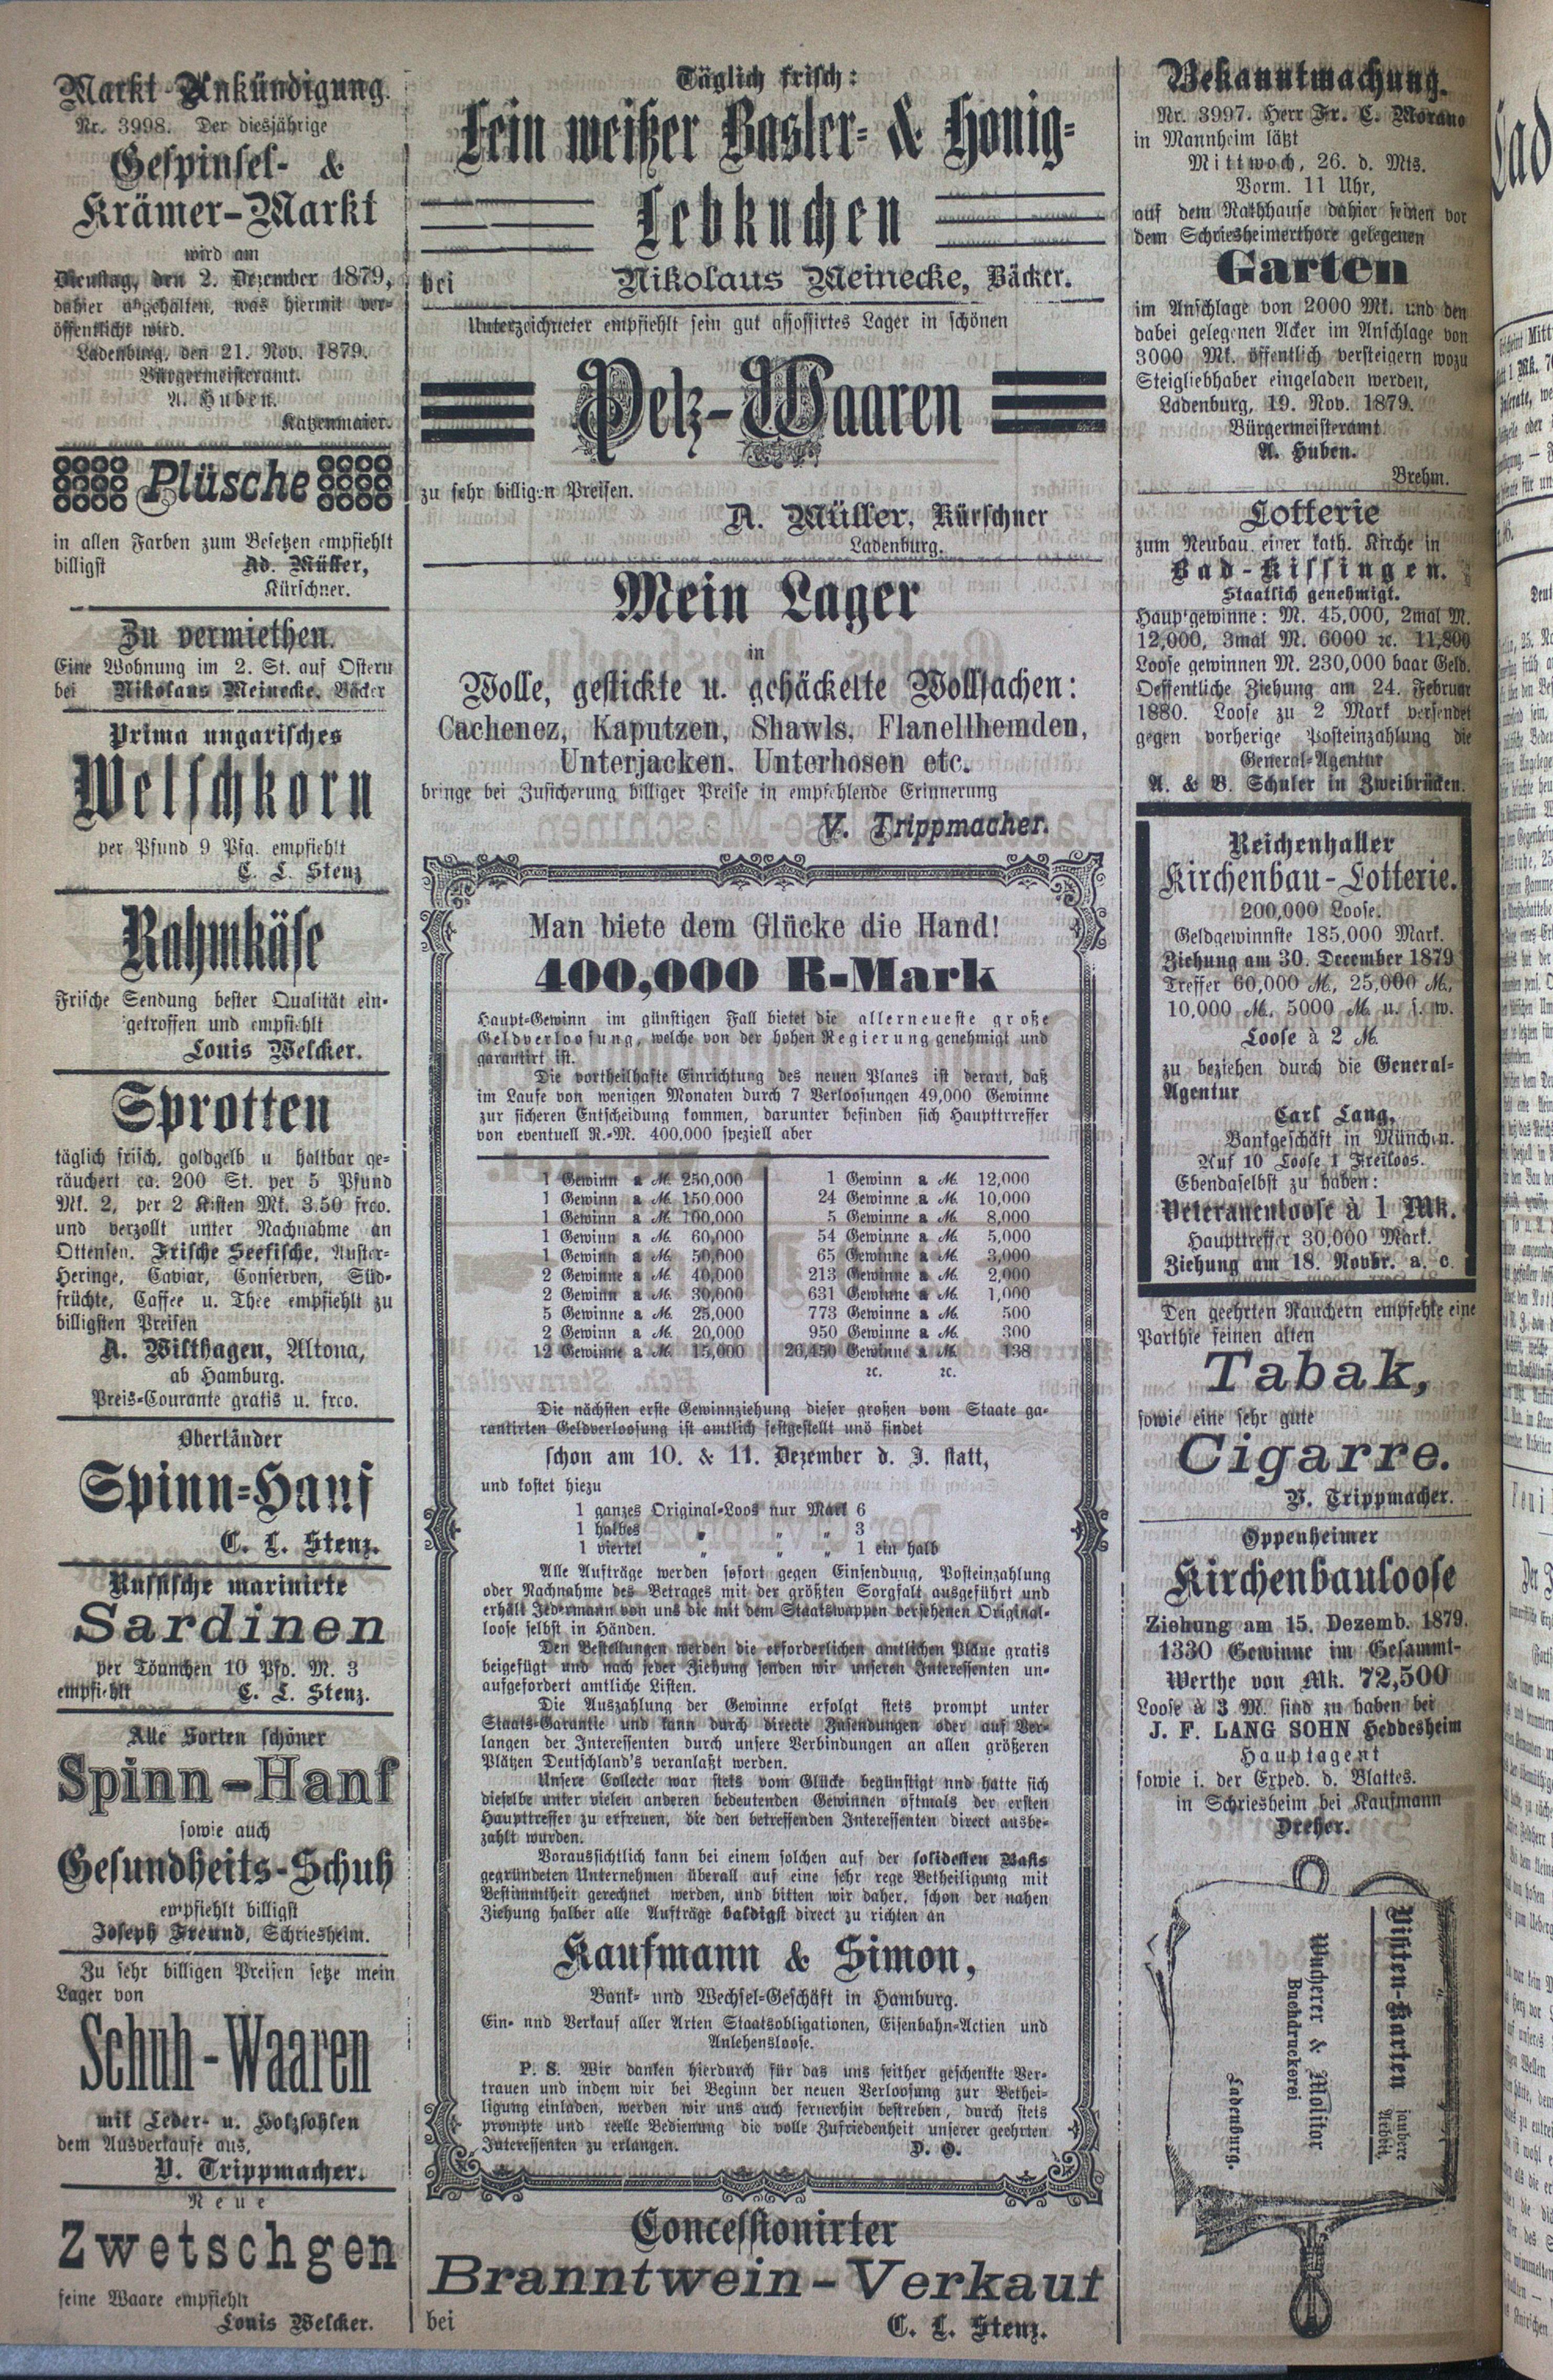 Markt-Ankündigung.
Nr. 3998. Der diesjährige
Gespinsel- &
Krämer-Markt
wird am
Dienstag, den 2. Dezember 1879,
dahier abgehalten, was hiermit ver-
öffentlicht wird.
Ladenburg, den 21. Nov. 1879.
Bürgermeisteramt.
A. Huben.
Katzenmaier.
Plüsche
in allen Farben zum Besetzen empfiehlt
billigst Ad. Müller,
Kürschner.
Zu vermiethen.
Eine Wohnung im 2. St. auf Ostern
bei Nikolaus Meinecke, Bäcker
Prima ungarisches
Welschkorn
per Pfund 9 Pfg. empfiehlt
C. L. Stenz
Rahmkäse
Frische Sendung bester Qualität ein-
getroffen und empfiehlt
Louis Welcker.
Sprotten
täglich frisch, goldgelb u haltbar ge-
räuchert ca. 200 St. per 5 Pfund
Mk. 2, per 2 Kisten Mk. 3.50 frco.
und verzollt unter Nachnahme an
Ottensen. Frische Seefische, Auster-
Heringe, Caviar, Conserven, Süd-
früchte, Caffee u. Thee empfiehlt zu
billigsten Preisen
A. Wilthagen, Altona,
ab Hamburg.
Preis-Courante gratis u. frco.
Oberländer
Spinn-Hanf
C. L. Stenz.
Russische marinirte
Sardinen
per Tönnchen 10 Pfd. M. 3
empfiehlt C. L. Stenz.
Alle Sorten schöner
Spinn-Hanf
sowie auch
Gesundheits-Schuh
empfiehlt billigst
Joseph Freund, Schriesheim.
Zu sehr billigen Preisen setze mein
Lager von
Schuh-Waaren
mit Leder- u. Holzsohlen
dem Ausverkaufe aus,
V. Trippmacher.
Neue
Zwetschgen
feine Waare empfiehlt
Louis Welcker.
Täglich frisch:
Fein weißer Basler- & Honig-
Lebkuchen
bei Nikolaus Meinecke, Bäcker.
Unterzeichneter empfiehlt sein gut assortirtes Lager in schönen
Pelz-Waaren
zu sehr billigen Preisen.
A. Müller, Kürschner
Ladenburg.
Mein Lager
in
Wolle, gestickte u. gehäckelte Wollsachen:
Cachenez, Kaputzen, Shawls, Flanellhemden,
Unterjacken, Unterhosen etc.
bringe bei Zusicherung billiger Preise in empfehlende Erinnerung
V. Trippmacher.
Man biete dem Glücke die Hand!
400,000 R-Mark
Haupt-Gewinn im günstigen Fall bietet die allerneueste große
Geldverloosung, welche von der hohen Regierung genehmigt und
garantirt ist.
Die vortheilhafte Einrichtung des neuen Planes ist derart, daß
im Laufe von wenigen Monaten durch 7 Verloosungen 49,000 Gewinne
zur sicheren Entscheidung kommen, darunter befinden sich Haupttrreffer
von eventuell R.-M. 400,000 speziell aber
1 Gewinn a M. 250,000 1 Gewinn a M. 12,000
1 Gewinn a M. 150,000 24 Gewinne a M. 10,000
1 Gewinn a M. 100,000 5 Gewinne a M. 8,000
1 Gewinn a M. 60,000 54 Gewinne a M. 5,000
1 Gewinn a M. 50,000 65 Gewinne a M. 3,000
2 Gewinne a M. 40,000 213 Gewinne a M. 2,000
2 Gewinn a M. 30,000 631 Gewinne a M. 1,000
5 Gewinne a M. 25,000 773 Gewinne a M. 500
2 Gewinn a M. 20,000 950 Gewinne a M. 300
12 Gewinne a M. 15,000 26,450 Gewinne a M. 138
ꝛc. ꝛc.
Die nächsten erste Gewinnziehung dieser großen vom Staate ga-
rantirten Geldverloosung ist amtlich festgestellt und findet
schon am 10. & 11. Dezember d. J. statt,
und kostet hiezu
1 ganzes Original-Loos nur Mark 6
1 halbes „ „ „ 3
1 viertel „ „ „ 1 ein halb
Alle Aufträge werden sofort gegen Einsendung, Posteinzahlung
oder Nachnahme des Betrages mit der größten Sorgfalt ausgeführt und
erhält Jedermann von uns die mit dem Staatswappen versehenen Original-
loose selbst in Händen.
Den Bestellungen werden die erforderlichen amtlichen Pläne gratis
beigefügt und nach jeder Ziehung senden wir unseren Interessenten un-
aufgefordert amtliche Listen.
Die Auszahlung der Gewinne erfolgt stets prompt unter
Staats-Garantie und kann durch directe Zusendungen oder auf Ver-
langen der Interessenten durch unsere Verbindungen an allen größeren
Plätzen Deutschland's veranlaßt werden.
Unsere Collecte war stets vom Glücke begünstigt nnd hatte sich
dieselbe unter vielen anderen bedeutenden Gewinnen oftmals der ersten
Haupttreffer zu erfreuen, die den betreffenden Interessenten direct ausbe-
zahlt wurden.
Voraussichtlich kann bei einem solchen auf der solidesten Basis
gegründeten Unternehmen überall auf eine sehr rege Betheiligung mit
Bestimmtheit gerechnet werden, und bitten wir daher, schon der nahen
Ziehung halber alle Aufträge baldigst direct zu richten an
Kaufmann & Simon,
Bank- und Wechsel-Geschäft in Hamburg.
Ein- nnd Verkauf aller Arten Staatsobligationen, Eisenbahn-Actien und
Anlehensloose.
P. S. Wir danken hierdurch für das uns seither geschenkte Ver-
trauen und indem wir bei Beginn der neuen Verloosung zur Bethei-
ligung einladen, werden wir uns auch fernerhin bestreben, durch stets
prompte und reelle Bedienung die volle Zufriedenheit unserer geehrten
Interessenten zu erlangen. D. O.
Concessionirter
Branntwein-Verkauf
bei C. L. Stenz.
Bekanntmachung.
Nr. 3997. Herr Fr. C. Morano
in Mannheim läßt
Mittwoch, 26. d. Mts.
Vorm. 11 Uhr,
auf dem Rathhause dahier seinen vor
dem Schriesheimerthore gelegenen
Garten
im Anschlage von 2000 Mk. und den
dabei gelegenen Acker im Anschlage von
3000 Mk. öffentlich versteigern wozu
Steigliebhaber eingeladen werden,
Ladenburg, 19. Nov. 1879.
Bürgermeisteramt
A. Huben.
Brehm.
Lotterie
zum Neubau einer kath. Kirche in
Bad-Kissingen.
Staatlich genehmigt.
Hauptgewinne: M. 45,000, 2mal M.
12,000, 3mal M. 6000 ꝛc. 11,800
Loose gewinnen M. 230,000 baar Geld.
Oeffentliche Ziehung am 24. Februar
1880. Loose zu 2 Mark versendet
gegen vorherige Posteinzahlung die
General-Agentur
A. & B. Schuler in Zweibrücken.
Reichenhaller
Kirchenbau-Lotterie.
200,000 Loose.
Geldgewinnste 185,000 Mark.
Ziehung am 30. December 1879
Treffer 60,000 M., 25,000 M.,
10,000 M. 5000 M. u. s. w.
Loose à 2 M.
zu beziehen durch die General-
Agentur
Carl Lang,
Bankgeschäft in München.
Auf 10 Loose 1 Freiloos.
Ebendaselbst zu haben:
Veteranenloose à 1 Mk.
Haupttreffer 30,000 Mark.
Ziehung am 18. Novbr. a. c.
Den geehrten Rauchern empfehle eine
Parthie feinen alten
Tabak,
sowie eine sehr gute
Cigarre.
V. Trippmacher.
Oppenheimer
Kirchenbauloose
Ziehung am 15. Dezemb. 1879.
1330 Gewinne im Gesammt-
Werthe von Mk. 72,500
Loose à 3 M. sind zu haben bei
J. F. LANG SOHN Heddesheim
Hauptagent
sowie i. der Exped. d. Blattes.
in Schriesheim bei Kaufmann
Dreher.
Visiten-Karten
saubere
Arbeit,
Wucherer & Molitor
Buchdruckerei
Ladenburg.